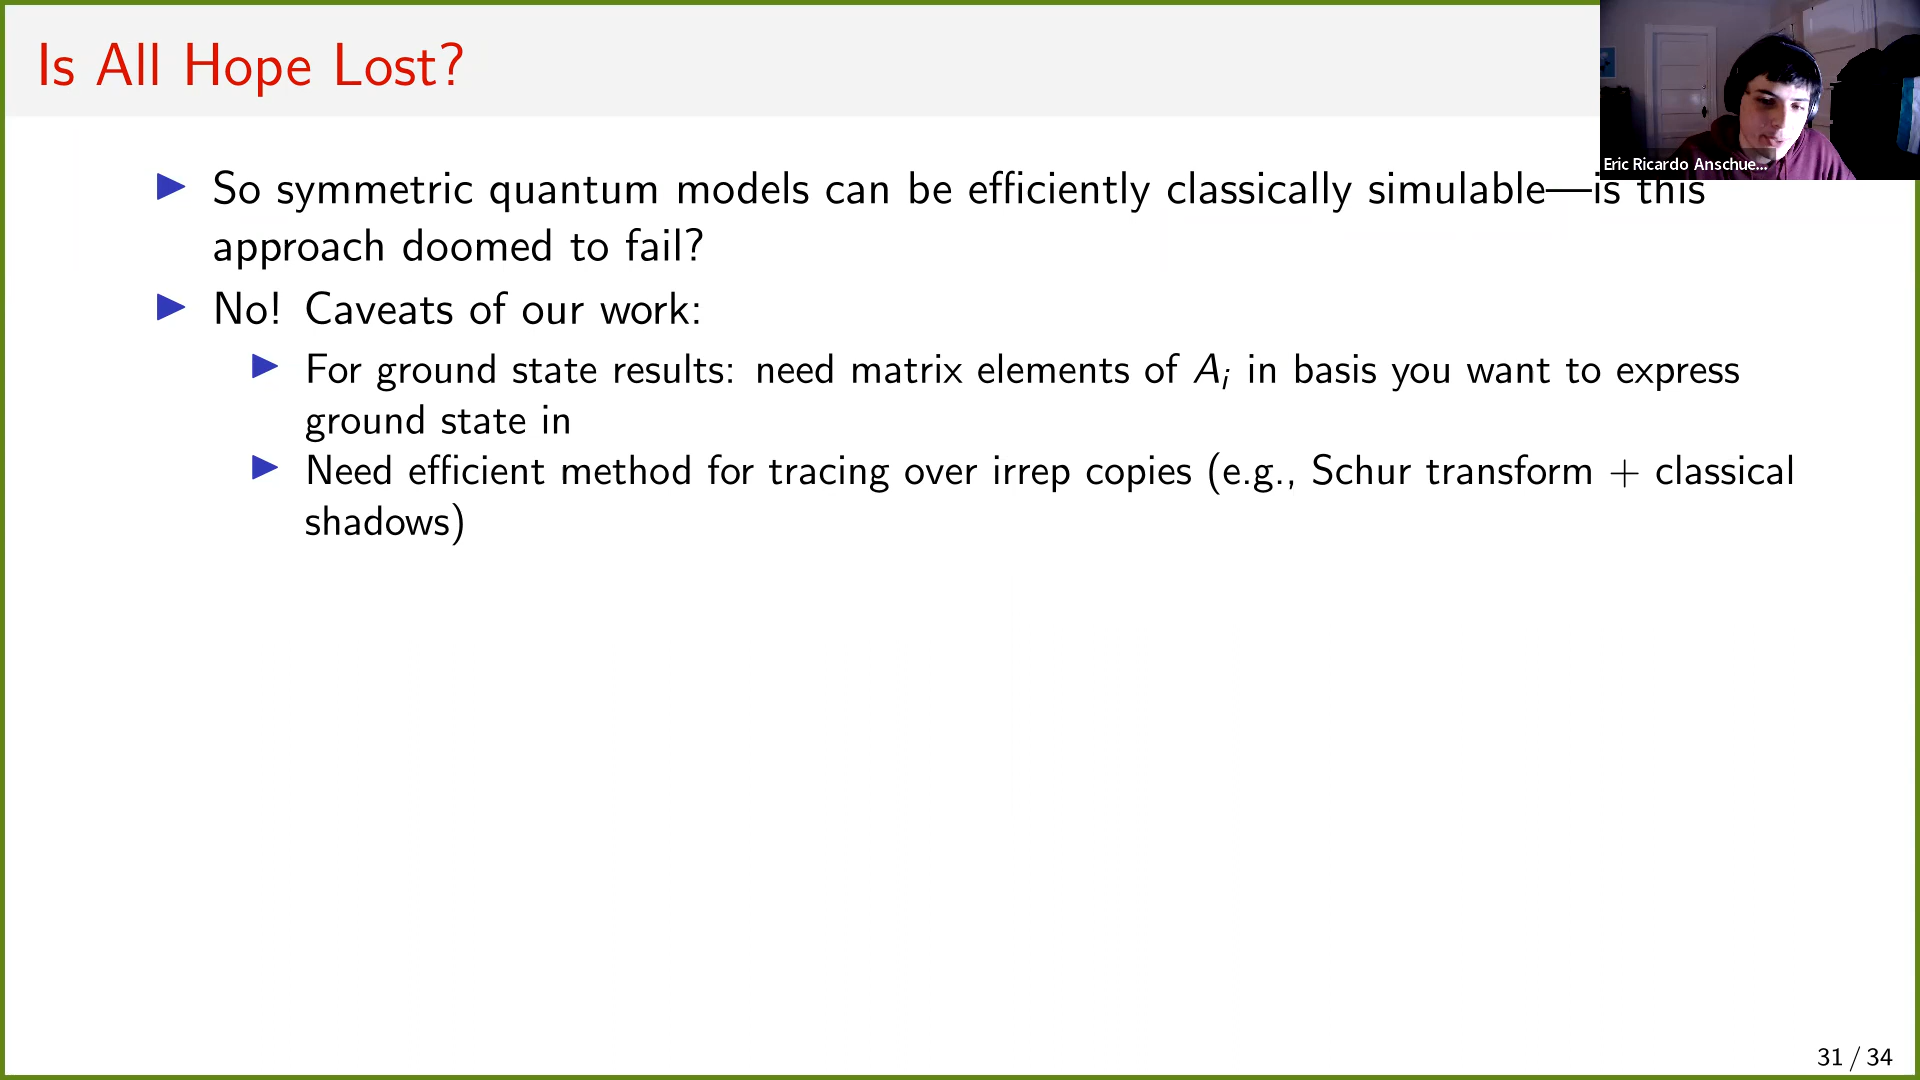 Is All Hope Lost?
Eric Ricardo Anschue...
▶ So symmetric quantum models can be efficiently classically simulable—is this
approach doomed to fail?
▶ No! Caveats of our work:
▶ For ground state results: need matrix elements of Aᵢ in basis you want to express
ground state in
▶ Need efficient method for tracing over irrep copies (e.g., Schur transform + classical
shadows)
31 / 34